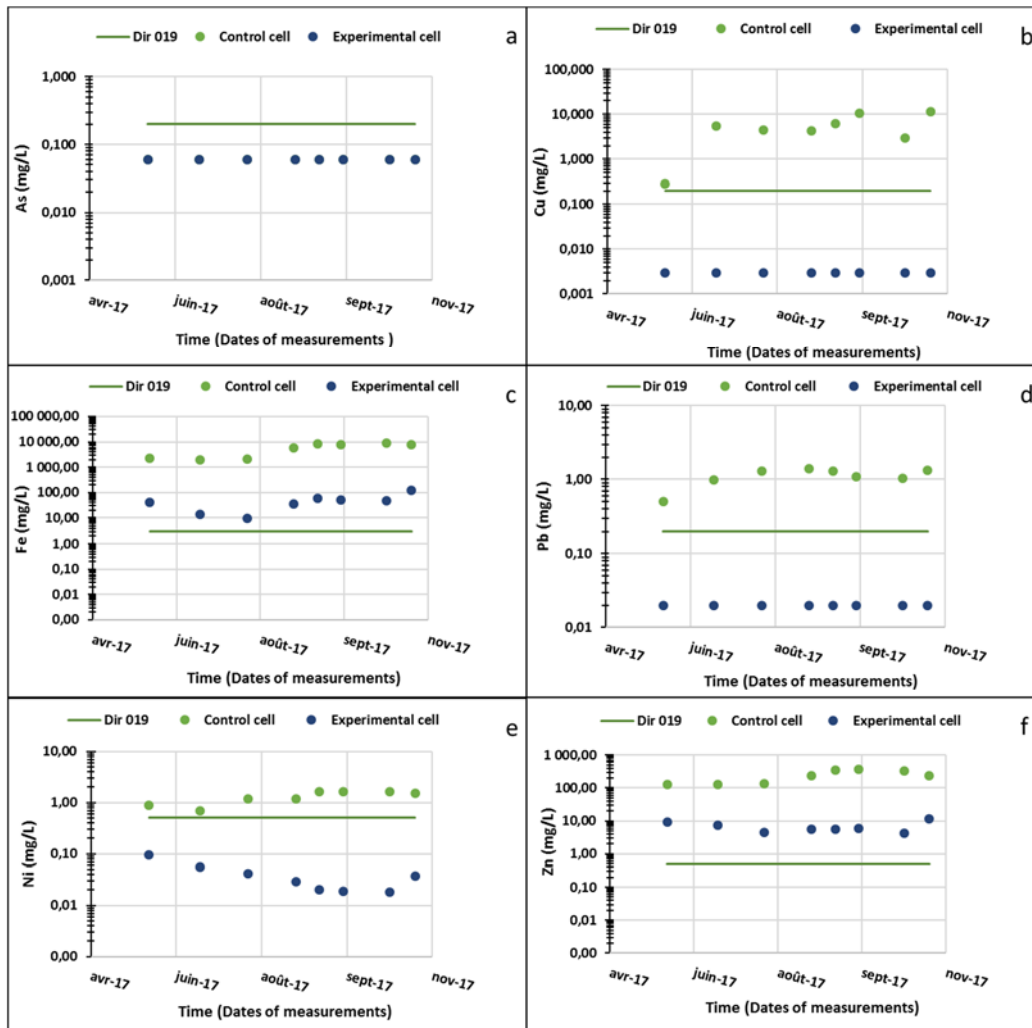 Dir 019 Control cell Experimental cell a
1,000
0,100
0,010
0,001
As (mg/L)
avr-17 juin-17 août-17 sept-17 nov-17
Time (Dates of measurements )
Dir 019 Control cell Experimental cell b
100,000
10,000
1,000
0,100
0,010
0,001
Cu (mg/L)
avr-17 juin-17 août-17 sept-17 nov-17
Time (Dates of measurements)
Dir 019 Control cell Experimental cell c
100 000,00
10 000,00
1 000,00
100,00
10,00
1,00
0,10
0,01
0,00
Fe (mg/L)
avr-17 juin-17 août-17 sept-17 nov-17
Time (Dates of measurements)
Dir 019 Control cell Experimental cell d
10,00
1,00
0,10
0,01
Pb (mg/L)
avr-17 juin-17 août-17 sept-17 nov-17
Time (Dates of measurements)
Dir 019 Control cell Experimental cell e
10,00
1,00
0,10
0,01
0,00
Ni (mg/L)
avr-17 juin-17 août-17 sept-17 nov-17
Time (Dates of measurements)
Dir 019 Control cell Experimental cell f
1 000,00
100,00
10,00
1,00
0,10
0,01
0,00
Zn (mg/L)
avr-17 juin-17 août-17 sept-17 nov-17
Time (Dates of measurements)